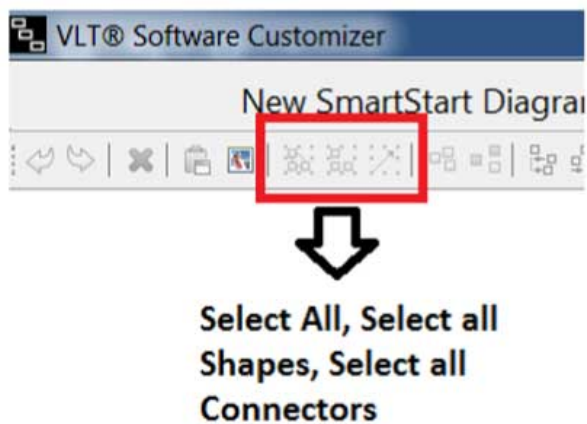 VLT® Software Customizer
New SmartStart Diagra
Select All, Select all
Shapes, Select all
Connectors